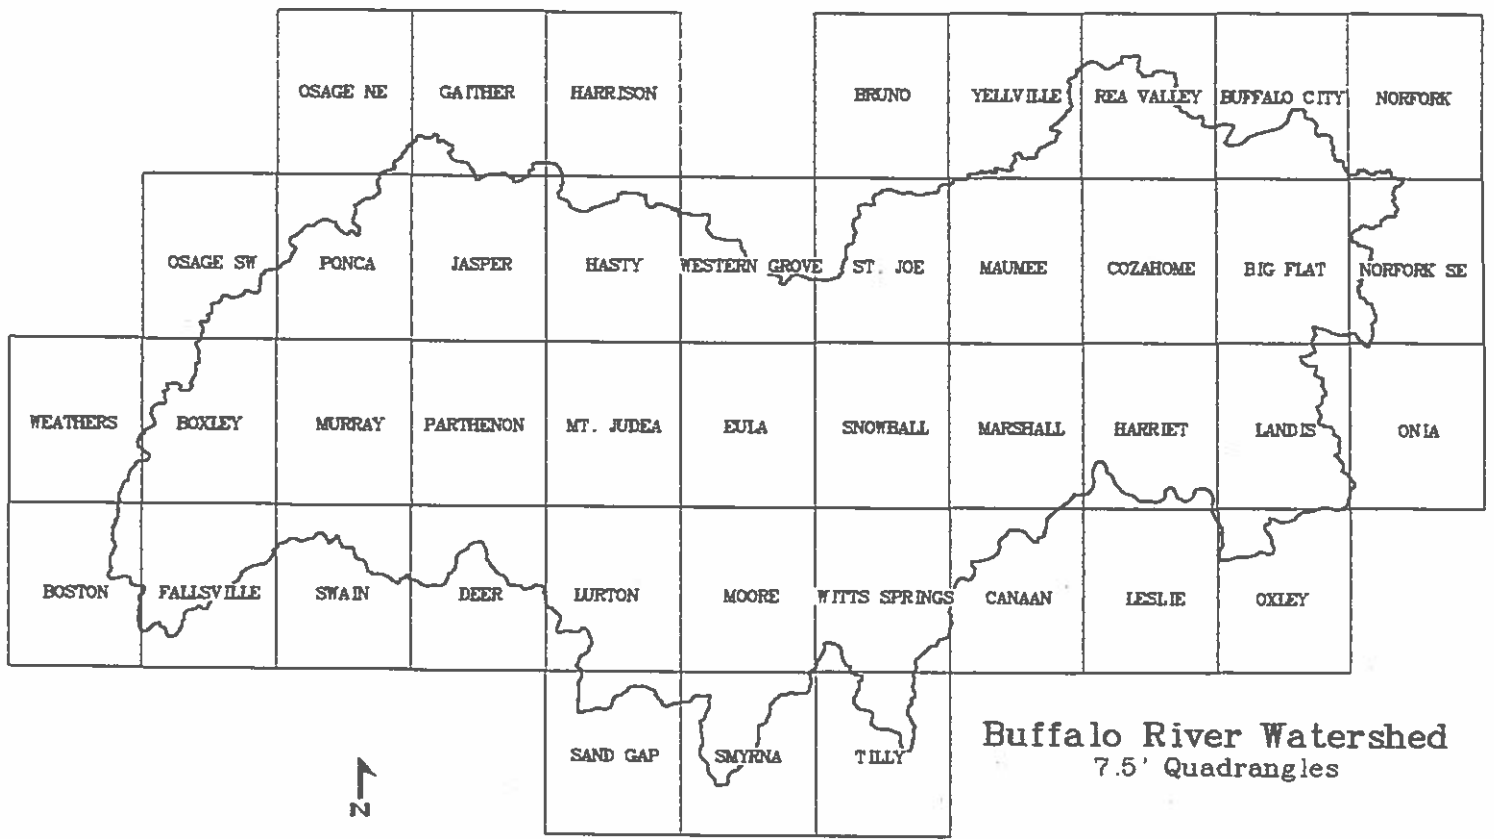 OSAGE NE GAITHER HARRISON BRUNO YELLVILLE REA VALLEY BUFFALO CITY NORFORK
OSAGE SW PONCA JASPER HASTY WESTERN GROVE ST. JOE MAUMEE COZAHOME BIG FLAT NORFORK SE
WEATHERS BOXLEY MURRAY PARTHENON MT. JUDEA EULA SNOWBALL MARSHALL HARRIET LANDIS ONIA
BOSTON FALLSVILLE SWAIN DEER LURTON MOORE WITTS SPRINGS CANAAN LESLIE OXLEY
SAND GAP SMYRNA TILLY
Buffalo River Watershed
7.5' Quadrangles
N